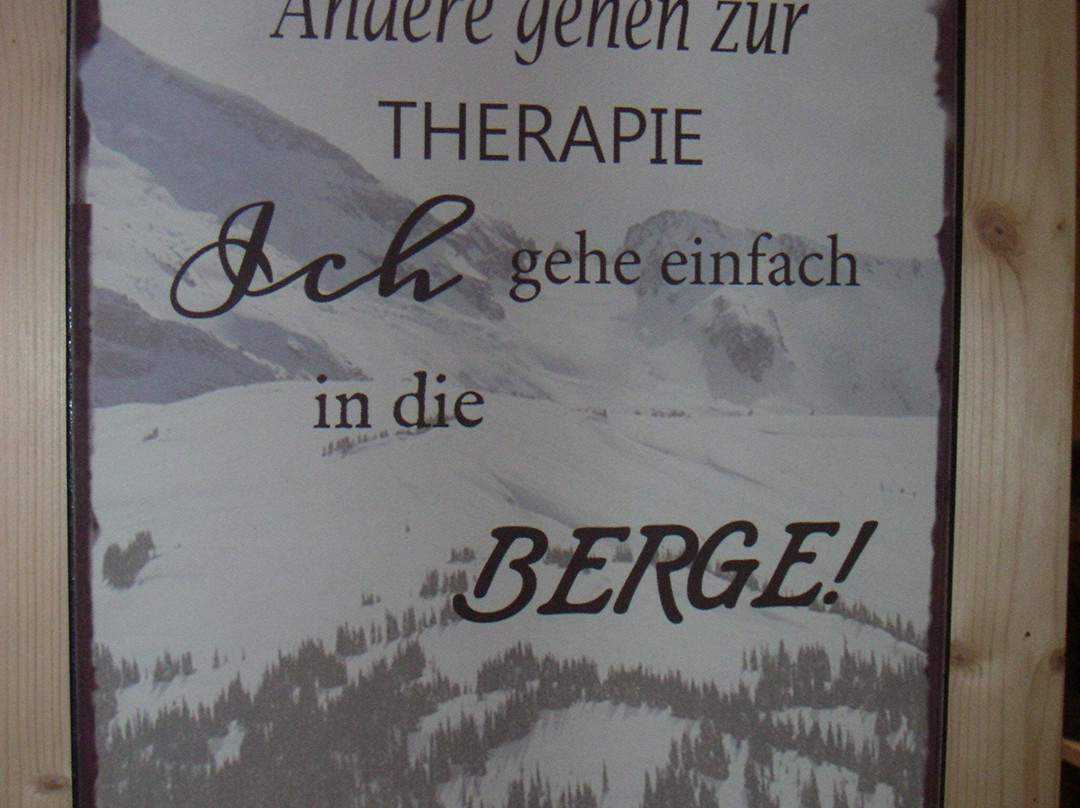 Andere gehen zur
THERAPIE
Ich gehe einfach
in die
BERGE!